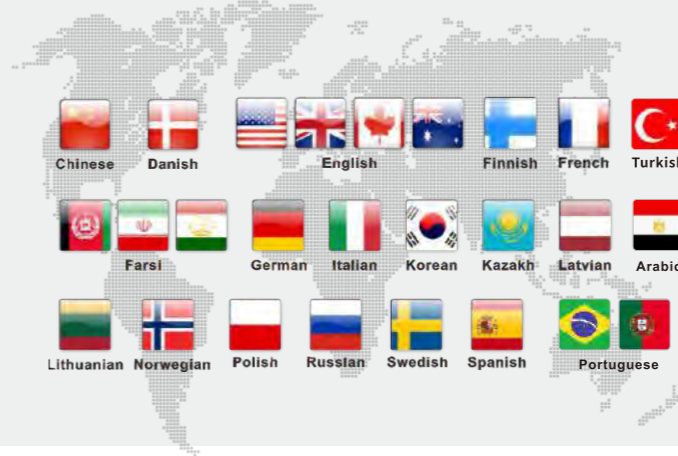 Chinese Danish English Finnish French Turkish
Farsi German Italian Korean Kazakh Latvian Arabic
Lithuanian Norwegian Polish Russian Swedish Spanish Portuguese